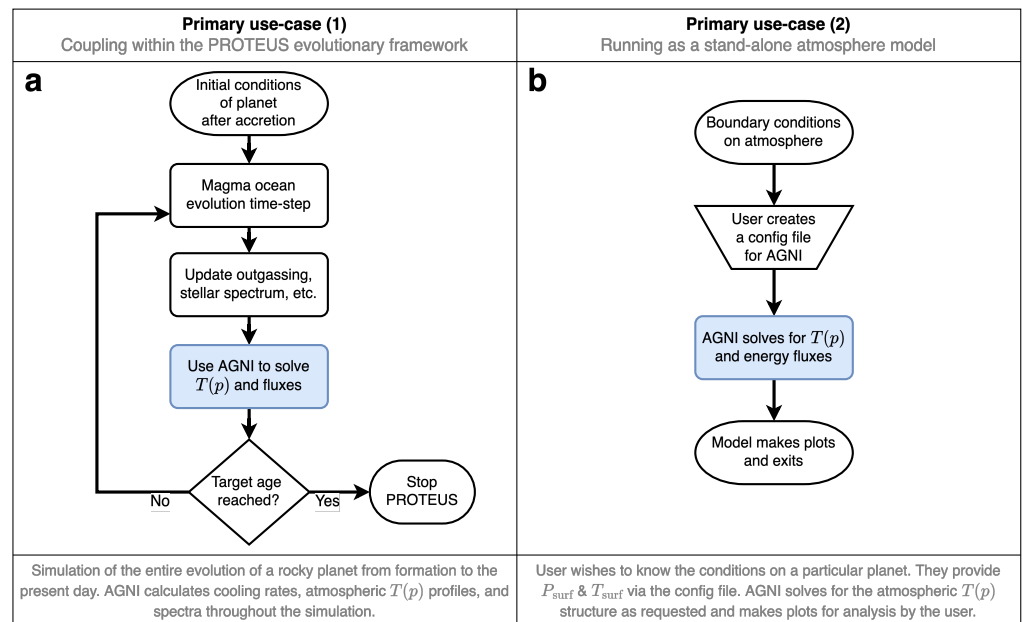 Primary use-case (1)
Coupling within the PROTEUS evolutionary framework
a
Initial conditions
of planet
after accretion
Magma ocean
evolution time-step
Update outgassing,
stellar spectrum, etc.
Use AGNI to solve
T(p) and fluxes
Target age
reached?
No
Yes
Stop
PROTEUS
Simulation of the entire evolution of a rocky planet from formation to the
present day. AGNI calculates cooling rates, atmospheric T(p) profiles, and
spectra throughout the simulation.
Primary use-case (2)
Running as a stand-alone atmosphere model
b
Boundary conditions
on atmosphere
User creates
a config file
for AGNI
AGNI solves for T(p)
and energy fluxes
Model makes plots
and exits
User wishes to know the conditions on a particular planet. They provide
P_surf & T_surf via the config file. AGNI solves for the atmospheric T(p)
structure as requested and makes plots for analysis by the user.